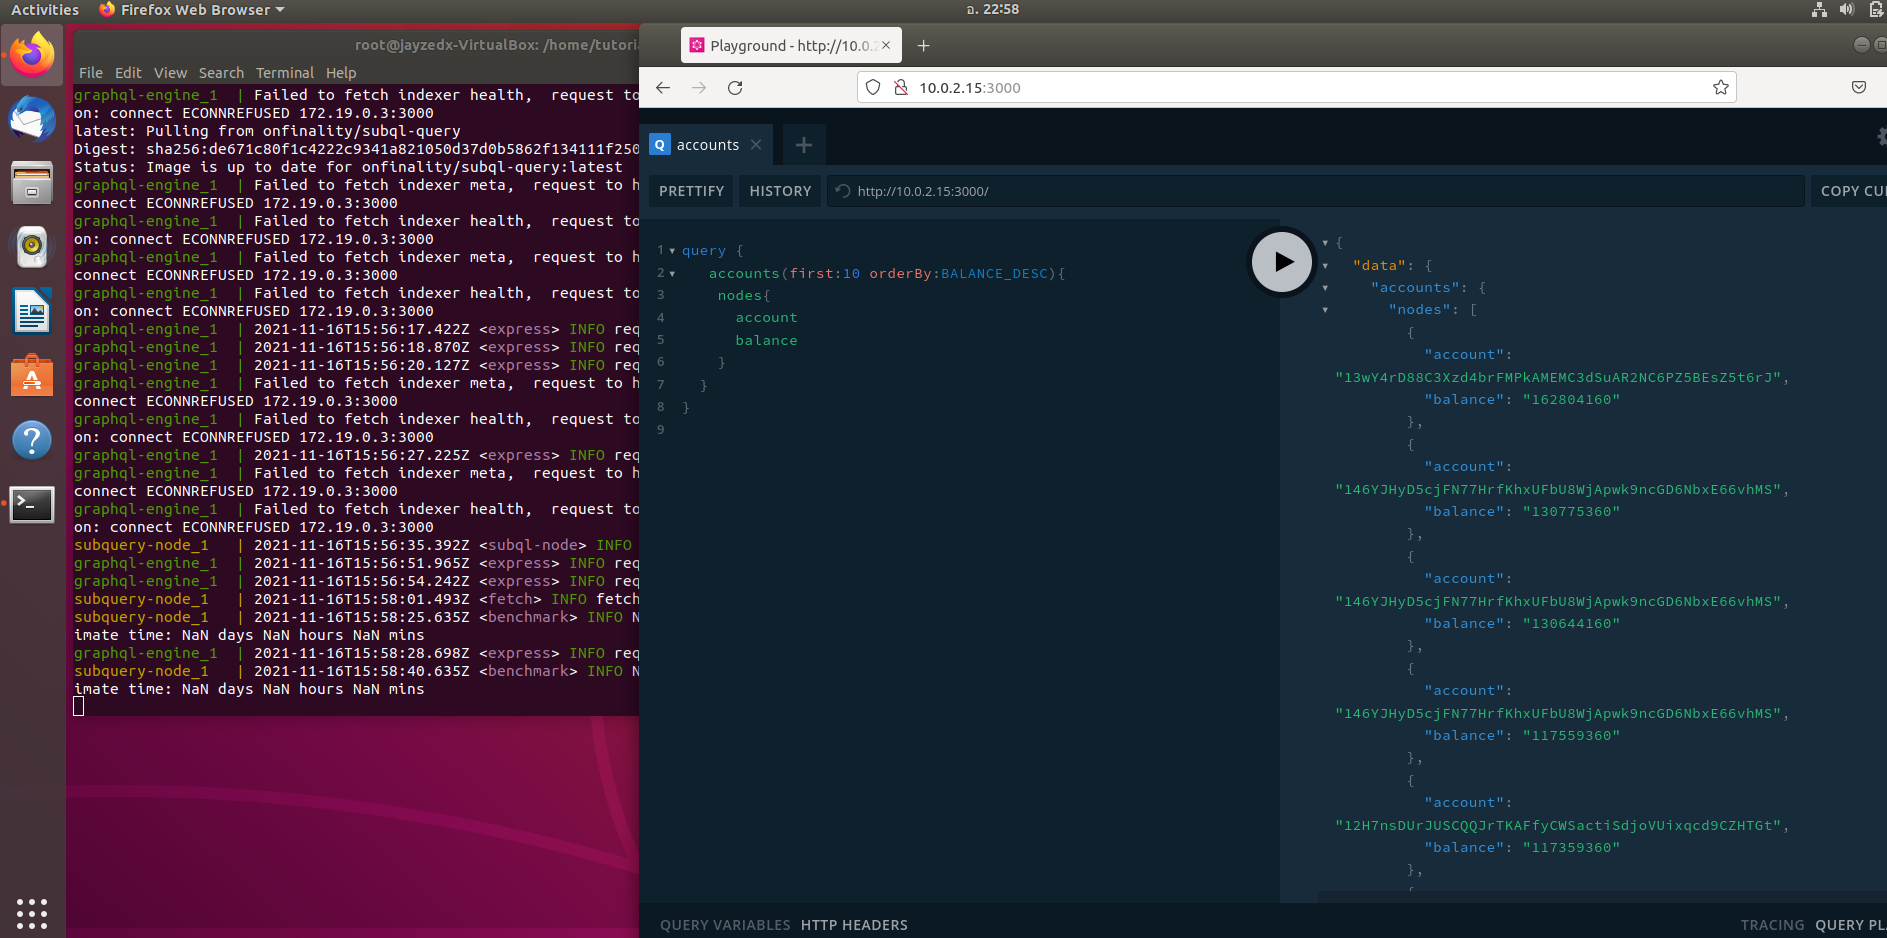 Activities
Firefox Web Browser
อ. 22:58
root@jayzedx-VirtualBox: /home/tutoria
File Edit View Search Terminal Help
graphql-engine_1 | Failed to fetch indexer health, request to
on: connect ECONNREFUSED 172.19.0.3:3000
latest: Pulling from onfinality/subql-query
Digest: sha256:de671c80f1c4222c9341a821050d37d0b5862f134111f250
Status: Image is up to date for onfinality/subql-query:latest
graphql-engine_1 | Failed to fetch indexer meta, request to h
connect ECONNREFUSED 172.19.0.3:3000
graphql-engine_1 | Failed to fetch indexer health, request to
on: connect ECONNREFUSED 172.19.0.3:3000
graphql-engine_1 | Failed to fetch indexer meta, request to h
connect ECONNREFUSED 172.19.0.3:3000
graphql-engine_1 | Failed to fetch indexer health, request to
on: connect ECONNREFUSED 172.19.0.3:3000
graphql-engine_1 | 2021-11-16T15:56:17.422Z <express> INFO req
graphql-engine_1 | 2021-11-16T15:56:18.870Z <express> INFO req
graphql-engine_1 | 2021-11-16T15:56:20.127Z <express> INFO req
graphql-engine_1 | Failed to fetch indexer meta, request to h
connect ECONNREFUSED 172.19.0.3:3000
graphql-engine_1 | Failed to fetch indexer health, request to
on: connect ECONNREFUSED 172.19.0.3:3000
graphql-engine_1 | 2021-11-16T15:56:27.225Z <express> INFO req
graphql-engine_1 | Failed to fetch indexer meta, request to h
connect ECONNREFUSED 172.19.0.3:3000
graphql-engine_1 | Failed to fetch indexer health, request to
on: connect ECONNREFUSED 172.19.0.3:3000
subquery-node_1 | 2021-11-16T15:56:35.392Z <subql-node> INFO
graphql-engine_1 | 2021-11-16T15:56:51.965Z <express> INFO req
graphql-engine_1 | 2021-11-16T15:56:54.242Z <express> INFO req
subquery-node_1 | 2021-11-16T15:58:01.493Z <fetch> INFO fetch
subquery-node_1 | 2021-11-16T15:58:25.635Z <benchmark> INFO N
imate time: NaN days NaN hours NaN mins
graphql-engine_1 | 2021-11-16T15:58:28.698Z <express> INFO req
subquery-node_1 | 2021-11-16T15:58:40.635Z <benchmark> INFO N
imate time: NaN days NaN hours NaN mins
Playground - http://10.0.2
10.0.2.15:3000
Q accounts
PRETTIFY
HISTORY
http://10.0.2.15:3000/
COPY CU
1 query {
2 accounts(first:10 orderBy:BALANCE_DESC){
3 nodes{
4 account
5 balance
6 }
7 }
8 }
9
{
"data": {
"accounts": {
"nodes": [
{
"account":
"13wY4rD88C3Xzd4brFMPkAMEMC3dSuAR2NC6PZ5BEsZ5t6rJ",
"balance": "162804160"
},
{
"account":
"146YJHyD5cjFN77HrfKhxUFbU8WjApwk9ncGD6NbxE66vhMS",
"balance": "130775360"
},
{
"account":
"146YJHyD5cjFN77HrfKhxUFbU8WjApwk9ncGD6NbxE66vhMS",
"balance": "130644160"
},
{
"account":
"146YJHyD5cjFN77HrfKhxUFbU8WjApwk9ncGD6NbxE66vhMS",
"balance": "117559360"
},
{
"account":
"12H7nsDUrJUSCQQJrTKAFfyCWSactiSdjoVUixqcd9CZHTGt",
"balance": "117359360"
},
{
QUERY VARIABLES HTTP HEADERS
TRACING QUERY PL